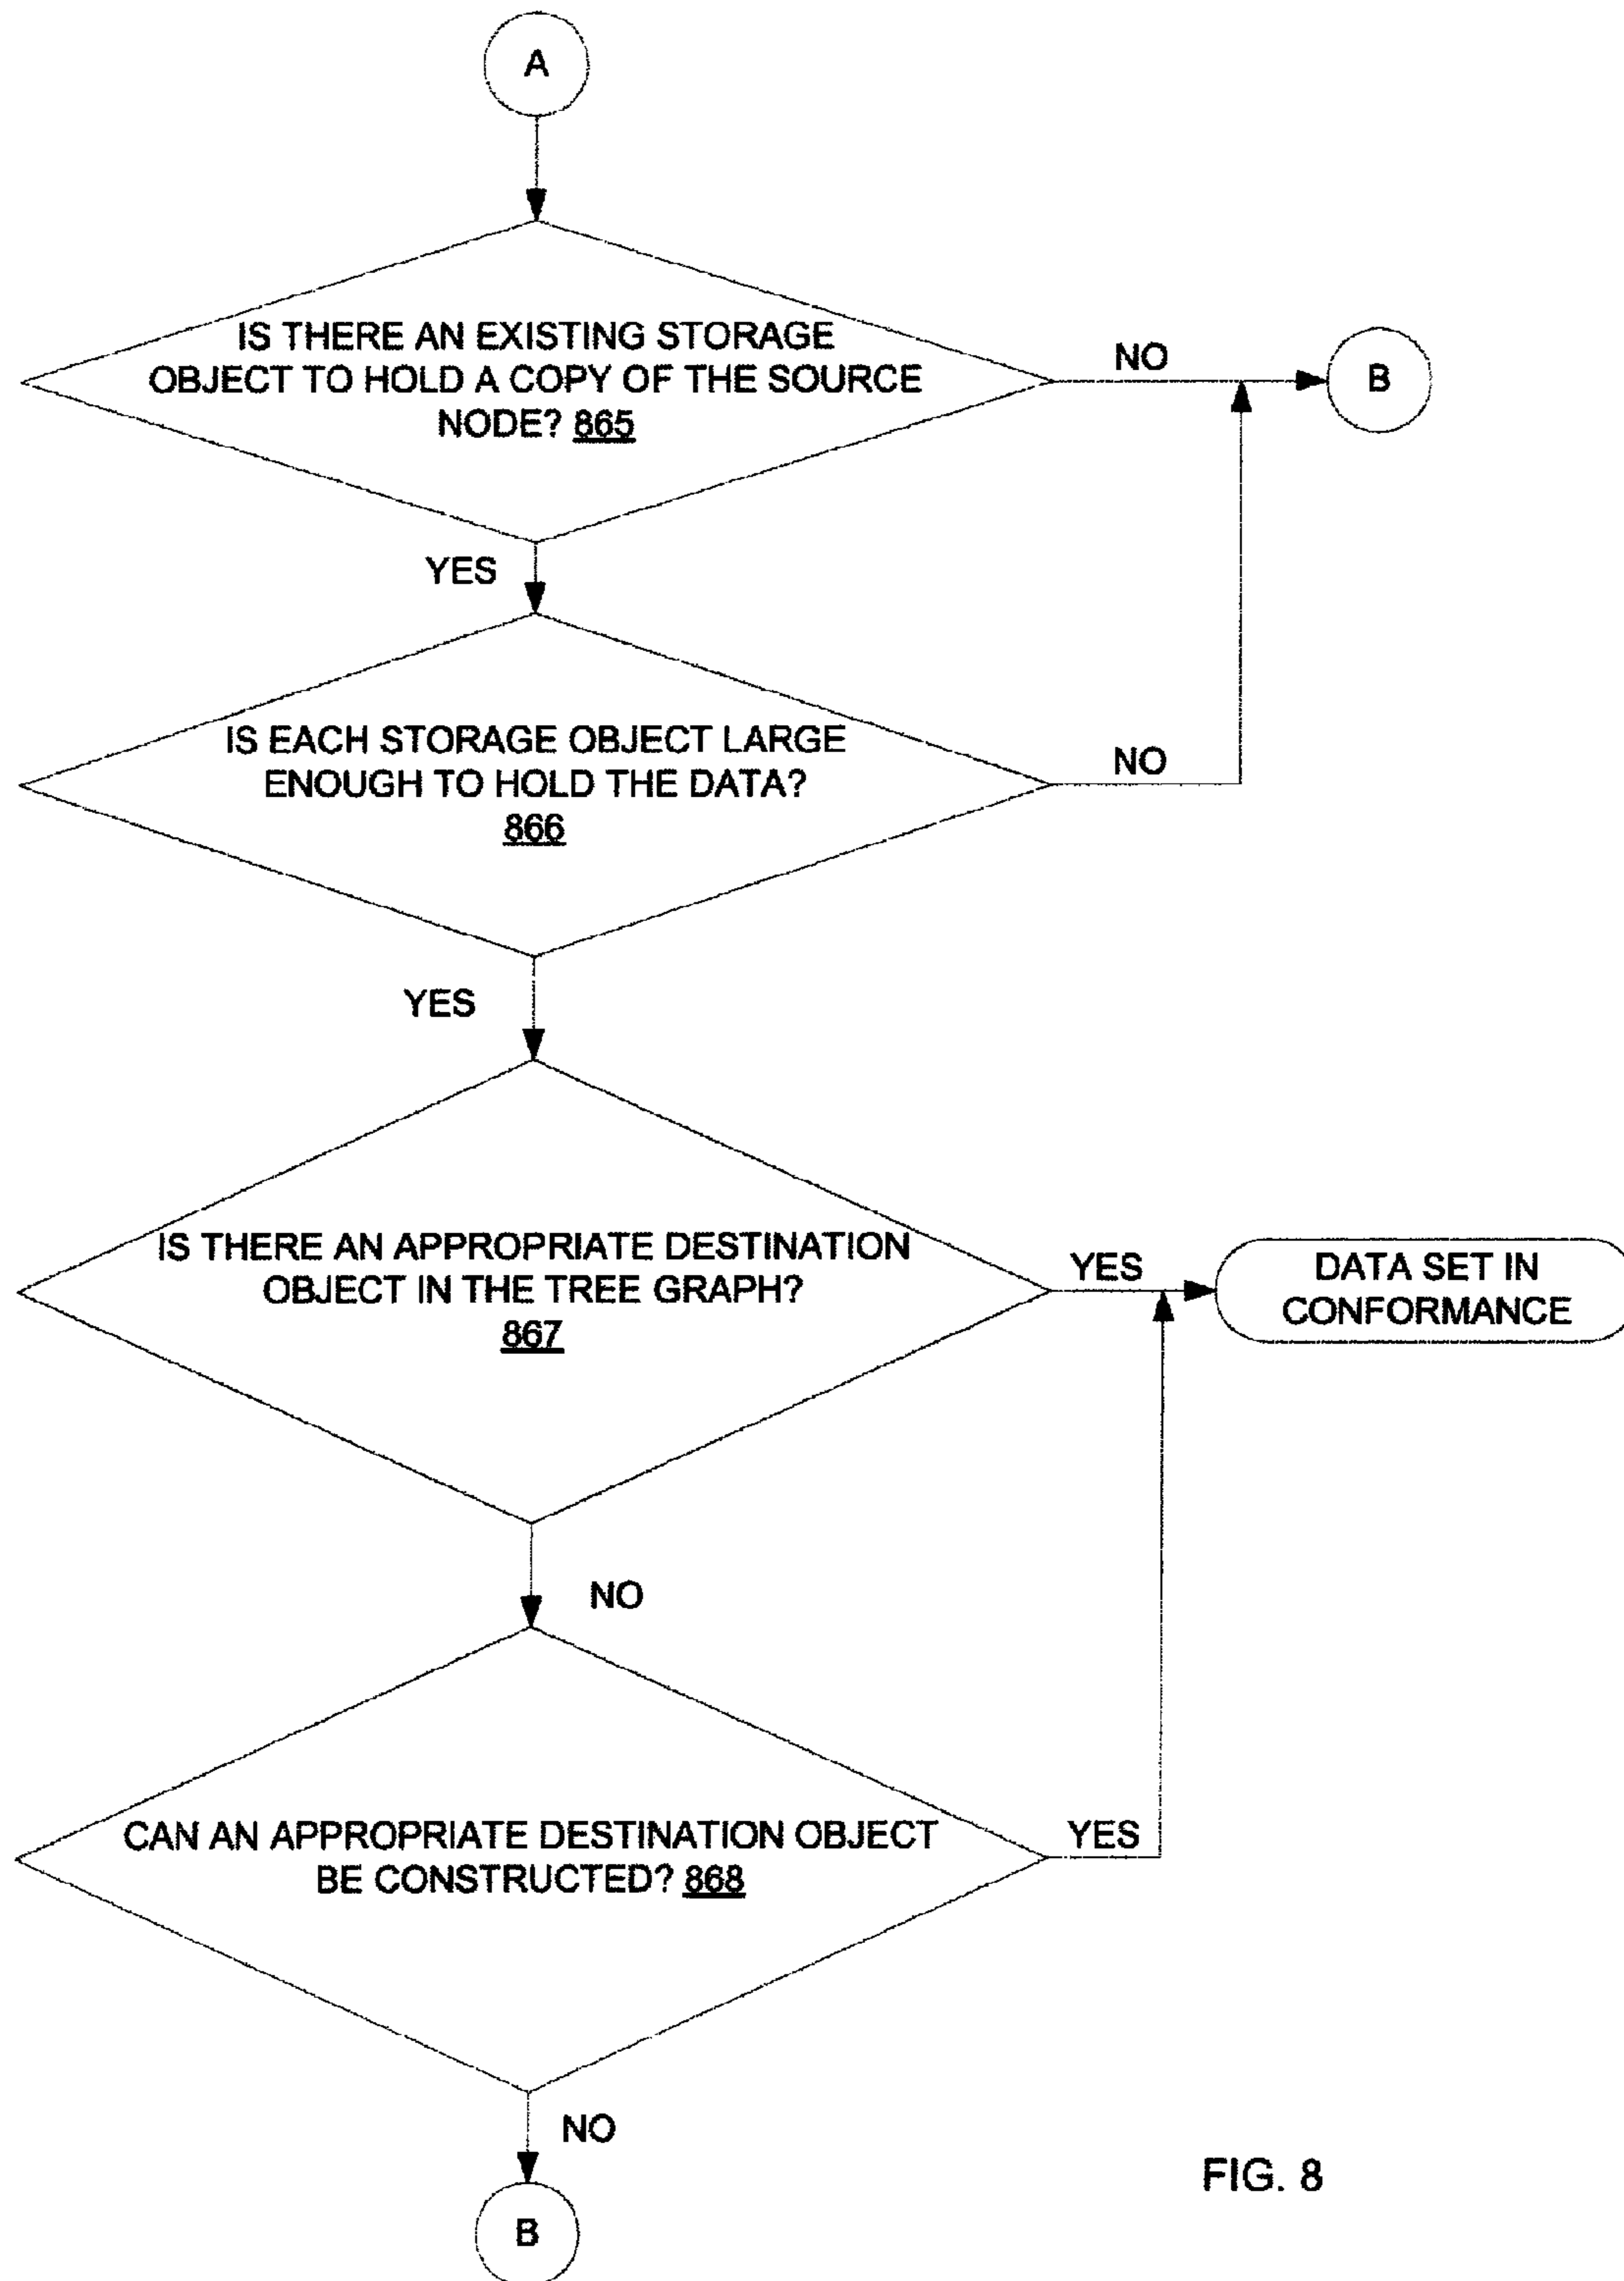 A
IS THERE AN EXISTING STORAGE
OBJECT TO HOLD A COPY OF THE SOURCE
NODE? 865
NO
B
YES
IS EACH STORAGE OBJECT LARGE
ENOUGH TO HOLD THE DATA?
866
NO
YES
IS THERE AN APPROPRIATE DESTINATION
OBJECT IN THE TREE GRAPH?
867
YES
DATA SET IN
CONFORMANCE
NO
CAN AN APPROPRIATE DESTINATION OBJECT
BE CONSTRUCTED? 868
YES
NO
B
FIG. 8